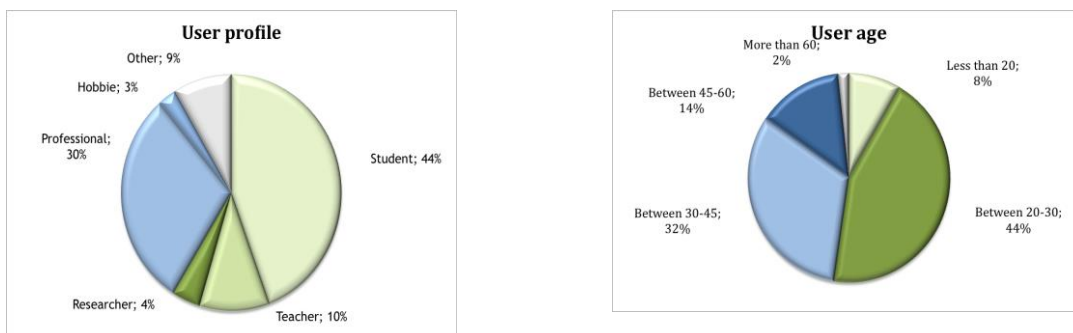 User profile
Other; 9%
Hobbie; 3%
Professional;
30%
Student; 44%
Researcher; 4%
Teacher; 10%
User age
More than 60;
2%
Less than 20;
8%
Between 45-60;
14%
Between 30-45;
32%
Between 20-30;
44%